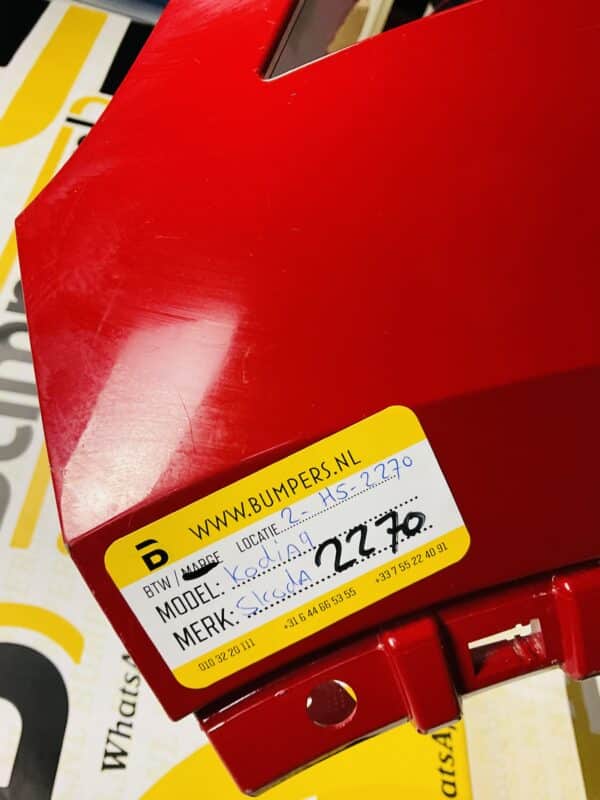 WWW.BUMPERS.NL
BTW / MARGE LOCATIE 2-HS-2270
MODEL: KodiAq
MERK: SkodA 2270
010 32 20 111 +31 6 44 66 53 55 +33 7 55 22 40 91
WhatsA
atsA